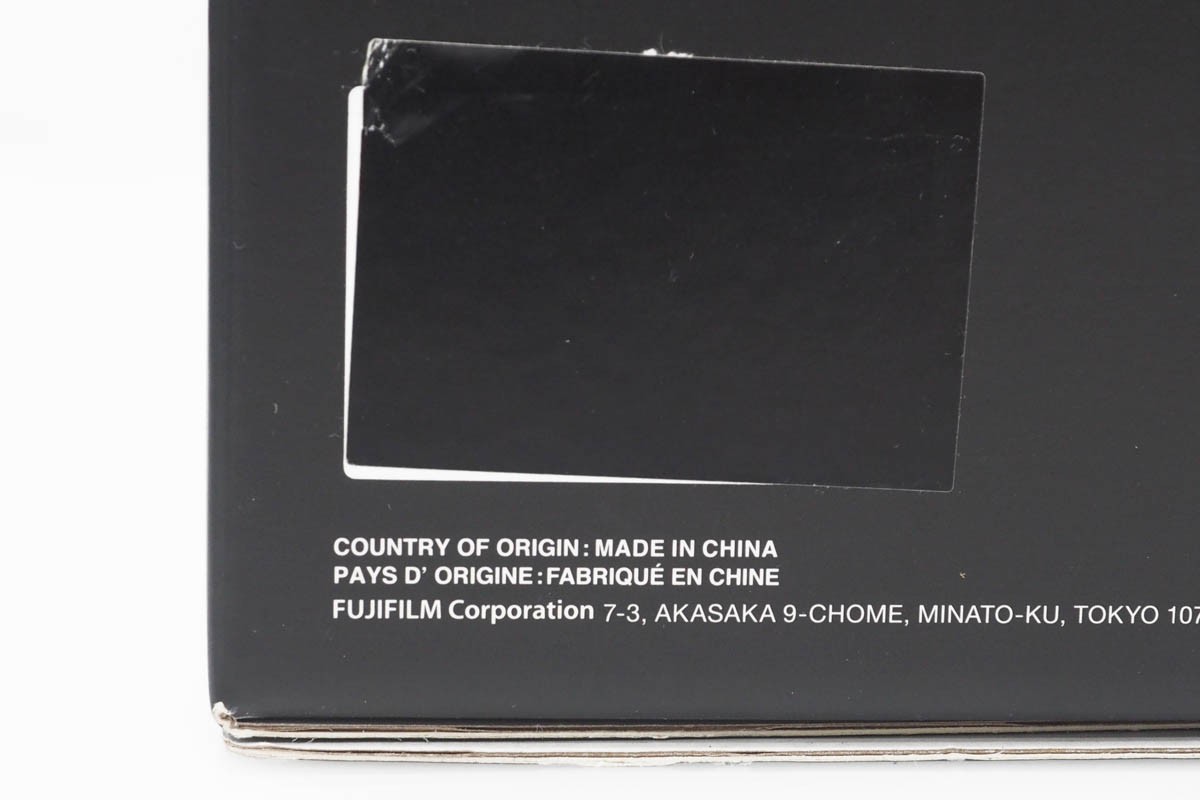 COUNTRY OF ORIGIN: MADE IN CHINA
PAYS D' ORIGINE: FABRIQUÉ EN CHINE
FUJIFILM Corporation 7-3, AKASAKA 9-CHOME, MINATO-KU, TOKYO 107